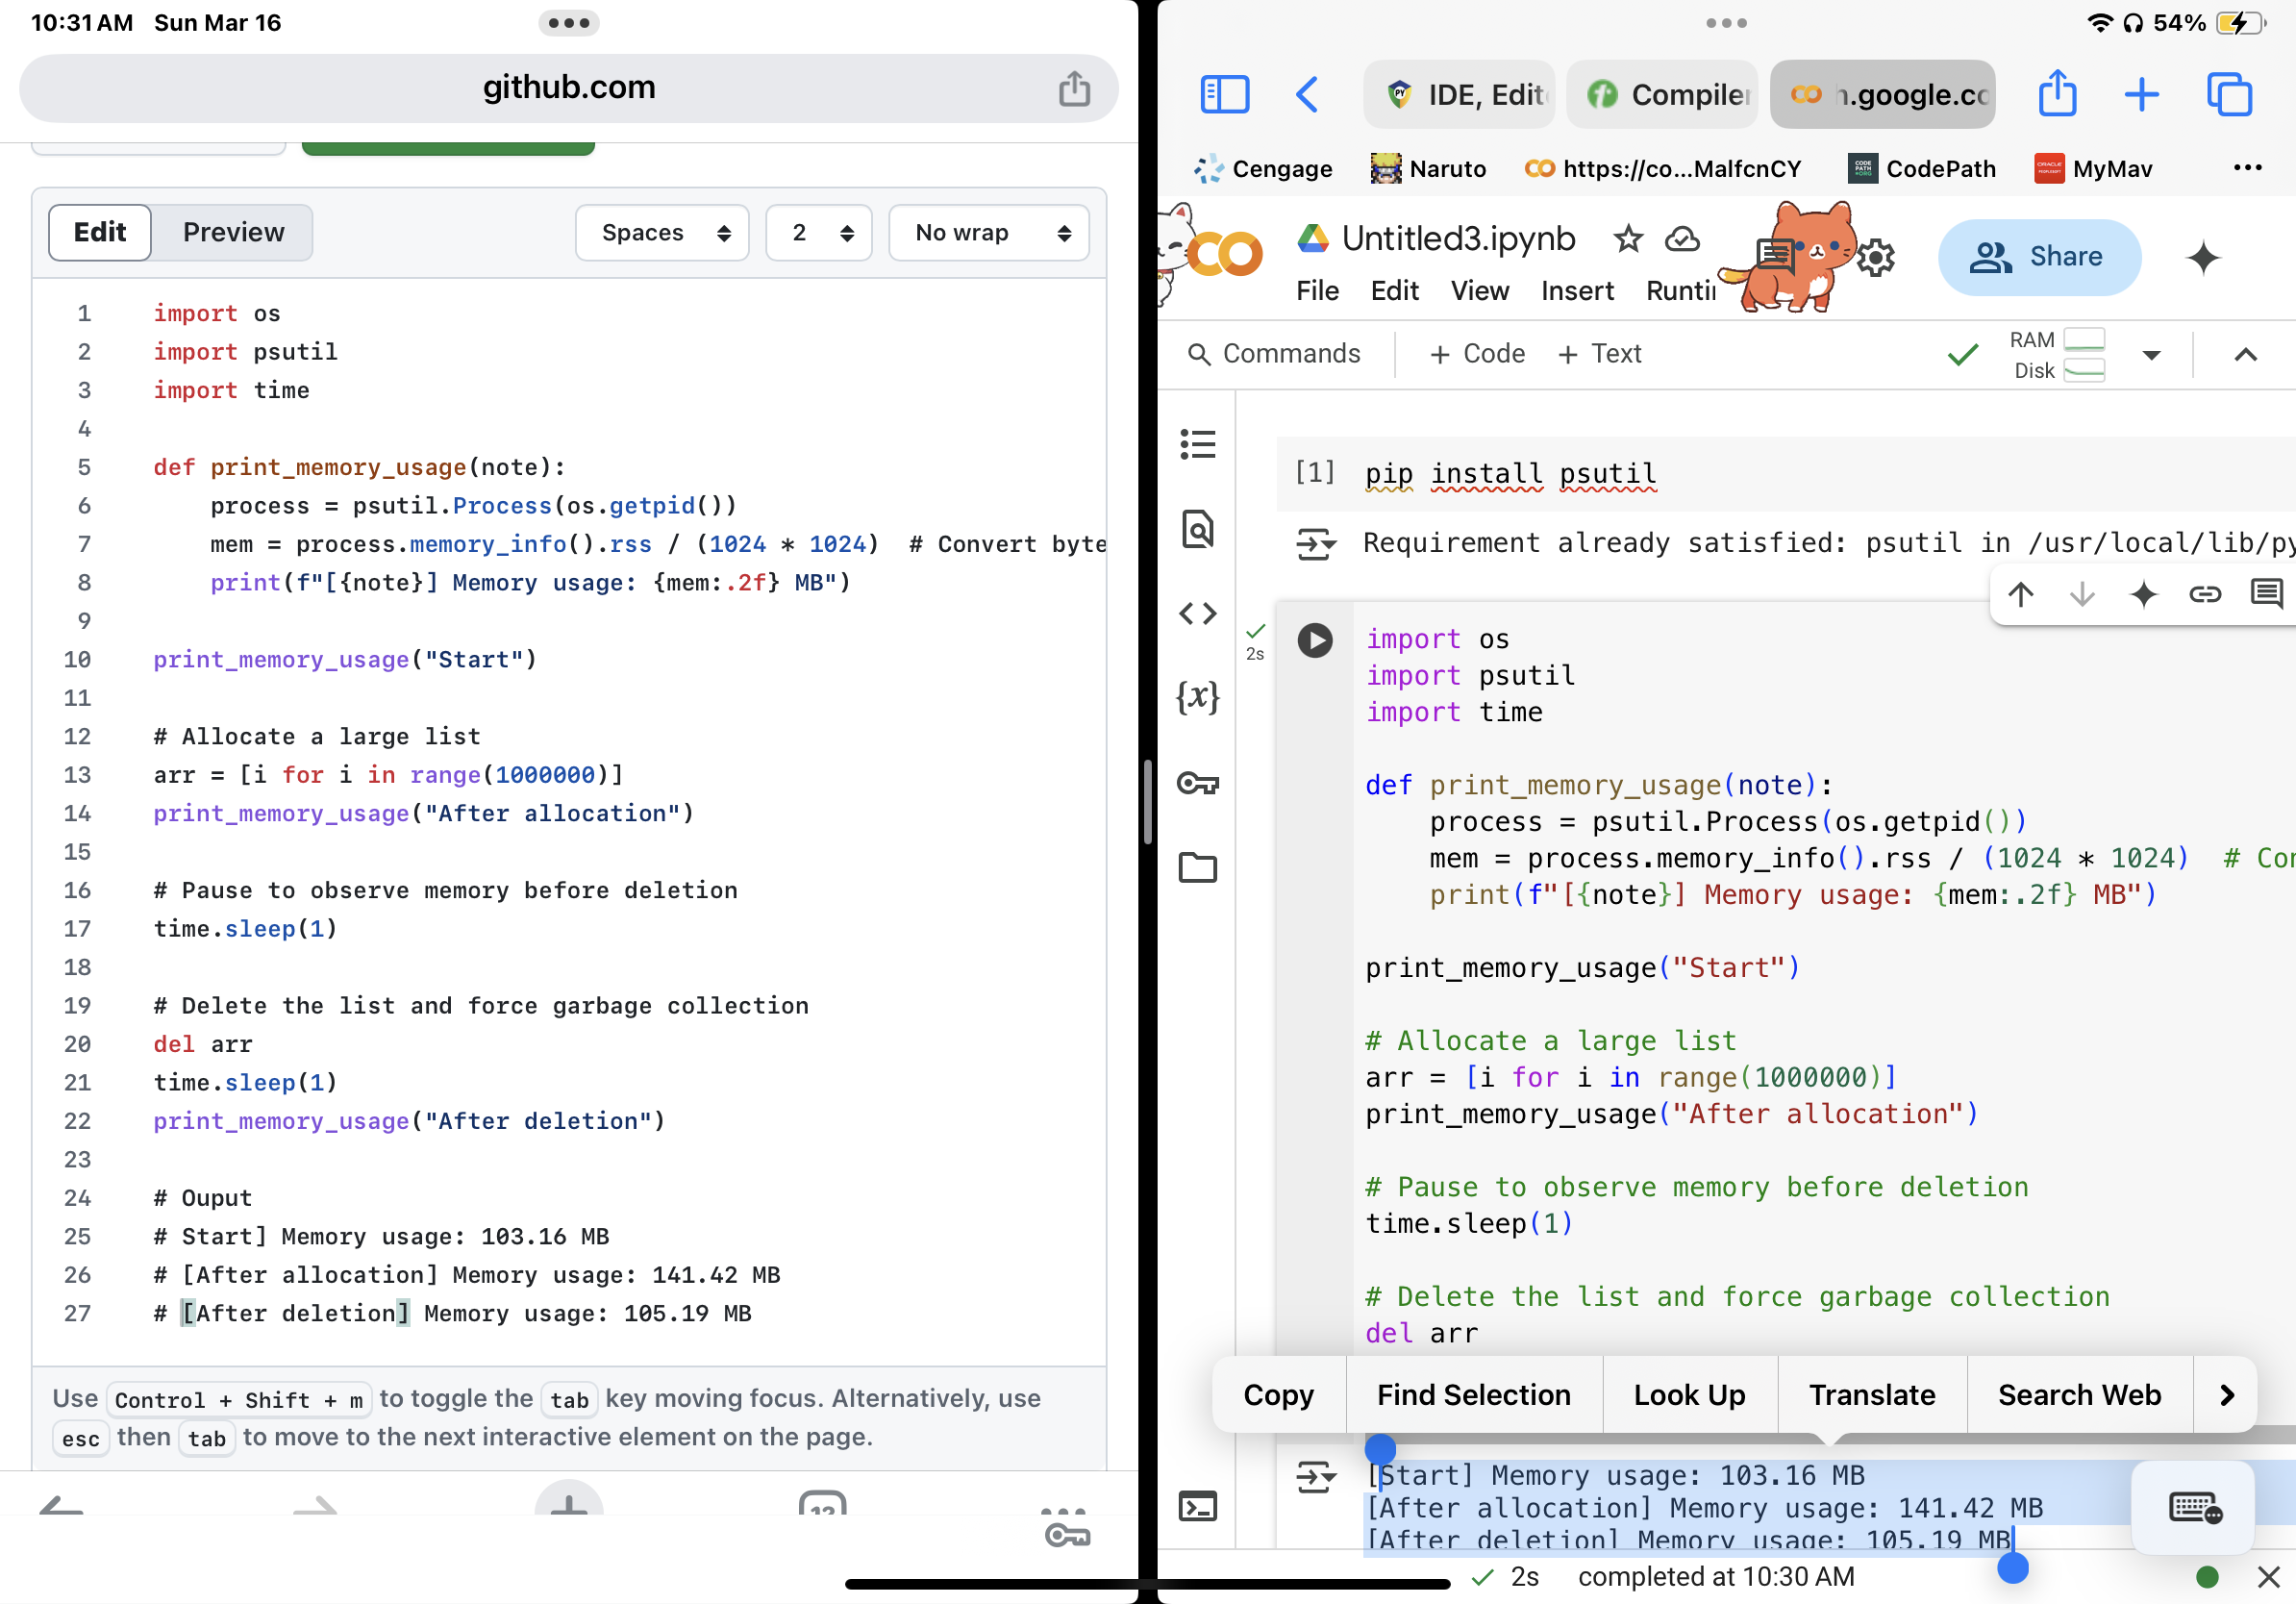 10:31 AM Sun Mar 16
github.com
Edit Preview Spaces 2 No wrap
1 import os
2 import psutil
3 import time
4
5 def print_memory_usage(note):
6 process = psutil.Process(os.getpid())
7 mem = process.memory_info().rss / (1024 * 1024) # Convert byte
8 print(f"[{note}] Memory usage: {mem:.2f} MB")
9
10 print_memory_usage("Start")
11
12 # Allocate a large list
13 arr = [i for i in range(1000000)]
14 print_memory_usage("After allocation")
15
16 # Pause to observe memory before deletion
17 time.sleep(1)
18
19 # Delete the list and force garbage collection
20 del arr
21 time.sleep(1)
22 print_memory_usage("After deletion")
23
24 # Ouput
25 # Start] Memory usage: 103.16 MB
26 # [After allocation] Memory usage: 141.42 MB
27 # [After deletion] Memory usage: 105.19 MB
Use Control + Shift + m to toggle the tab key moving focus. Alternatively, use
esc then tab to move to the next interactive element on the page.
54%
IDE, Edit Compiler h.google.co
Cengage Naruto https://co...MalfcnCY CodePath MyMav
Untitled3.ipynb
File Edit View Insert Runti
Share
Commands + Code + Text
RAM
Disk
[1] pip install psutil
Requirement already satisfied: psutil in /usr/local/lib/py
2s
import os
import psutil
import time
def print_memory_usage(note):
process = psutil.Process(os.getpid())
mem = process.memory_info().rss / (1024 * 1024) # Con
print(f"[{note}] Memory usage: {mem:.2f} MB")
print_memory_usage("Start")
# Allocate a large list
arr = [i for i in range(1000000)]
print_memory_usage("After allocation")
# Pause to observe memory before deletion
time.sleep(1)
# Delete the list and force garbage collection
del arr
Copy Find Selection Look Up Translate Search Web
[Start] Memory usage: 103.16 MB
[After allocation] Memory usage: 141.42 MB
[After deletion] Memory usage: 105.19 MB
2s completed at 10:30 AM